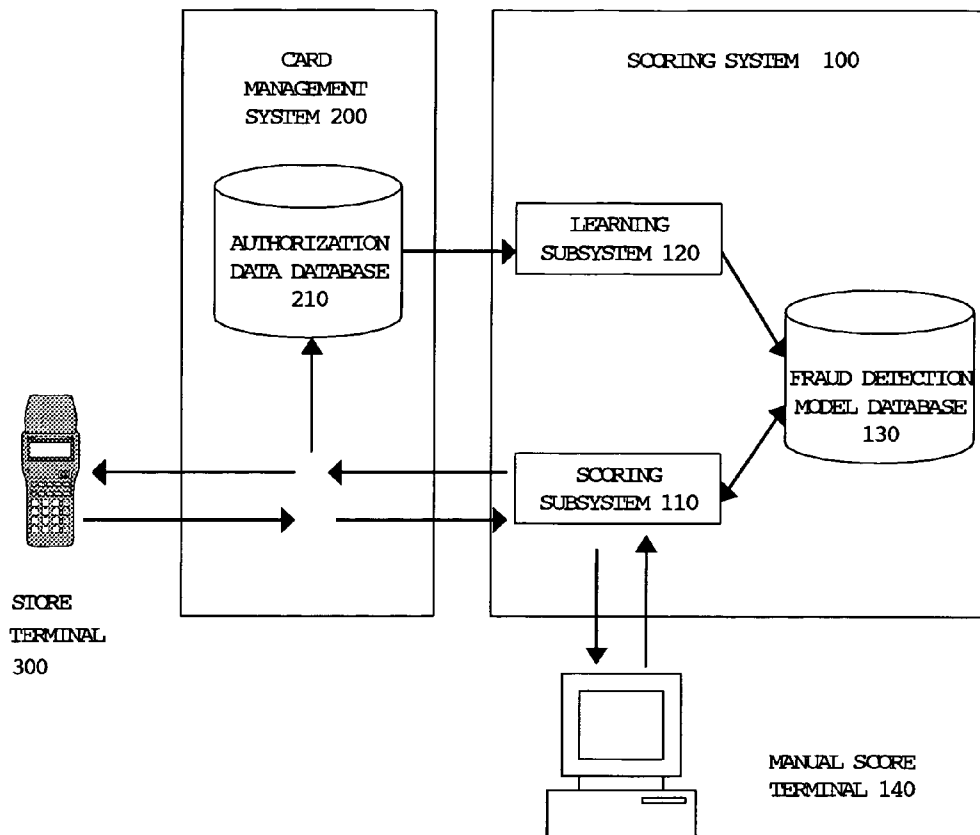 CARD
MANAGEMENT
SYSTEM 200
SCORING SYSTEM 100
AUTHORIZATION
DATA DATABASE
210
LEARNING
SUBSYSTEM 120
FRAUD DETECTION
MODEL DATABASE
130
SCORING
SUBSYSTEM 110
STORE
TERMINAL
300
MANUAL SCORE
TERMINAL 140